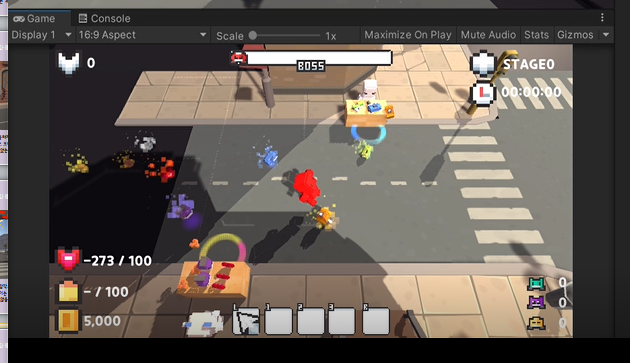 Game
Console
Display 1
16:9 Aspect
Scale
1x
Maximize On Play
Mute Audio
Stats
Gizmos
0
BOSS
STAGE0
00:00:00
-273 / 100
- / 100
5,000
L
1
2
3
R
0
0
0